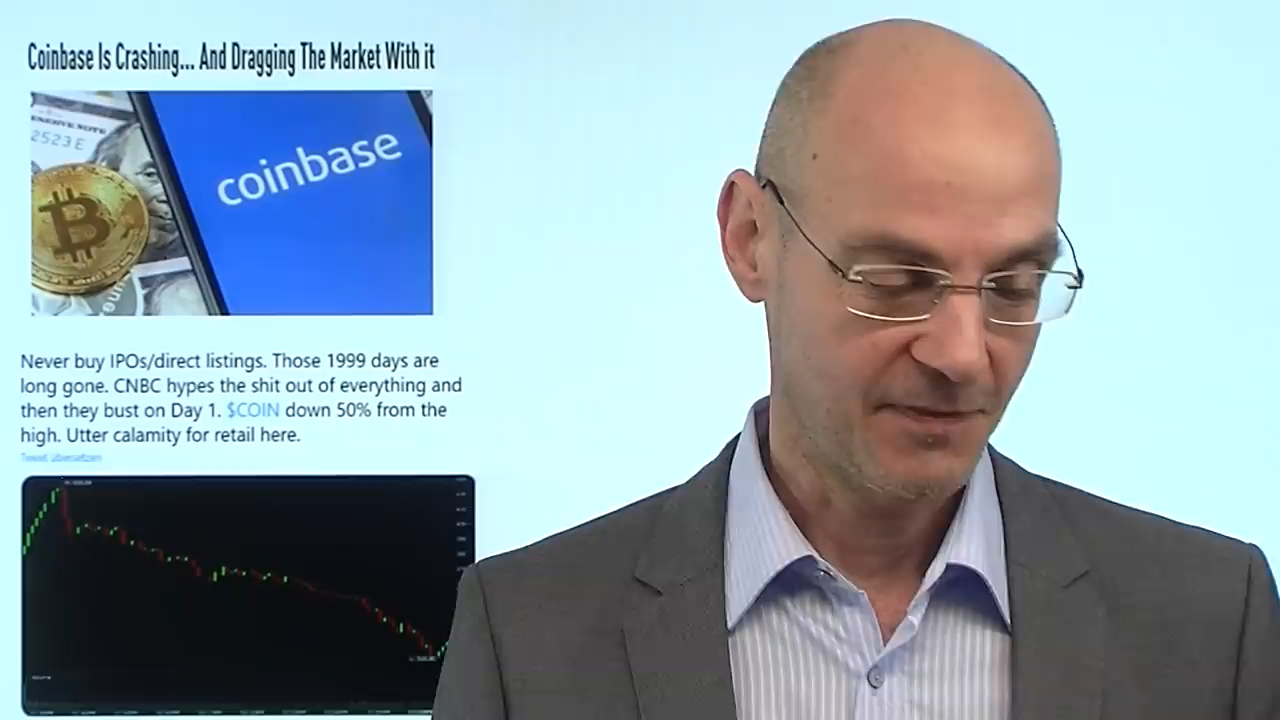 Coinbase Is Crashing... And Dragging The Market With it
coinbase
2523E
Never buy IPOs/direct listings. Those 1999 days are
long gone. CNBC hypes the shit out of everything and
then they bust on Day 1. $COIN down 50% from the
high. Utter calamity for retail here.
Tweet übersetzen